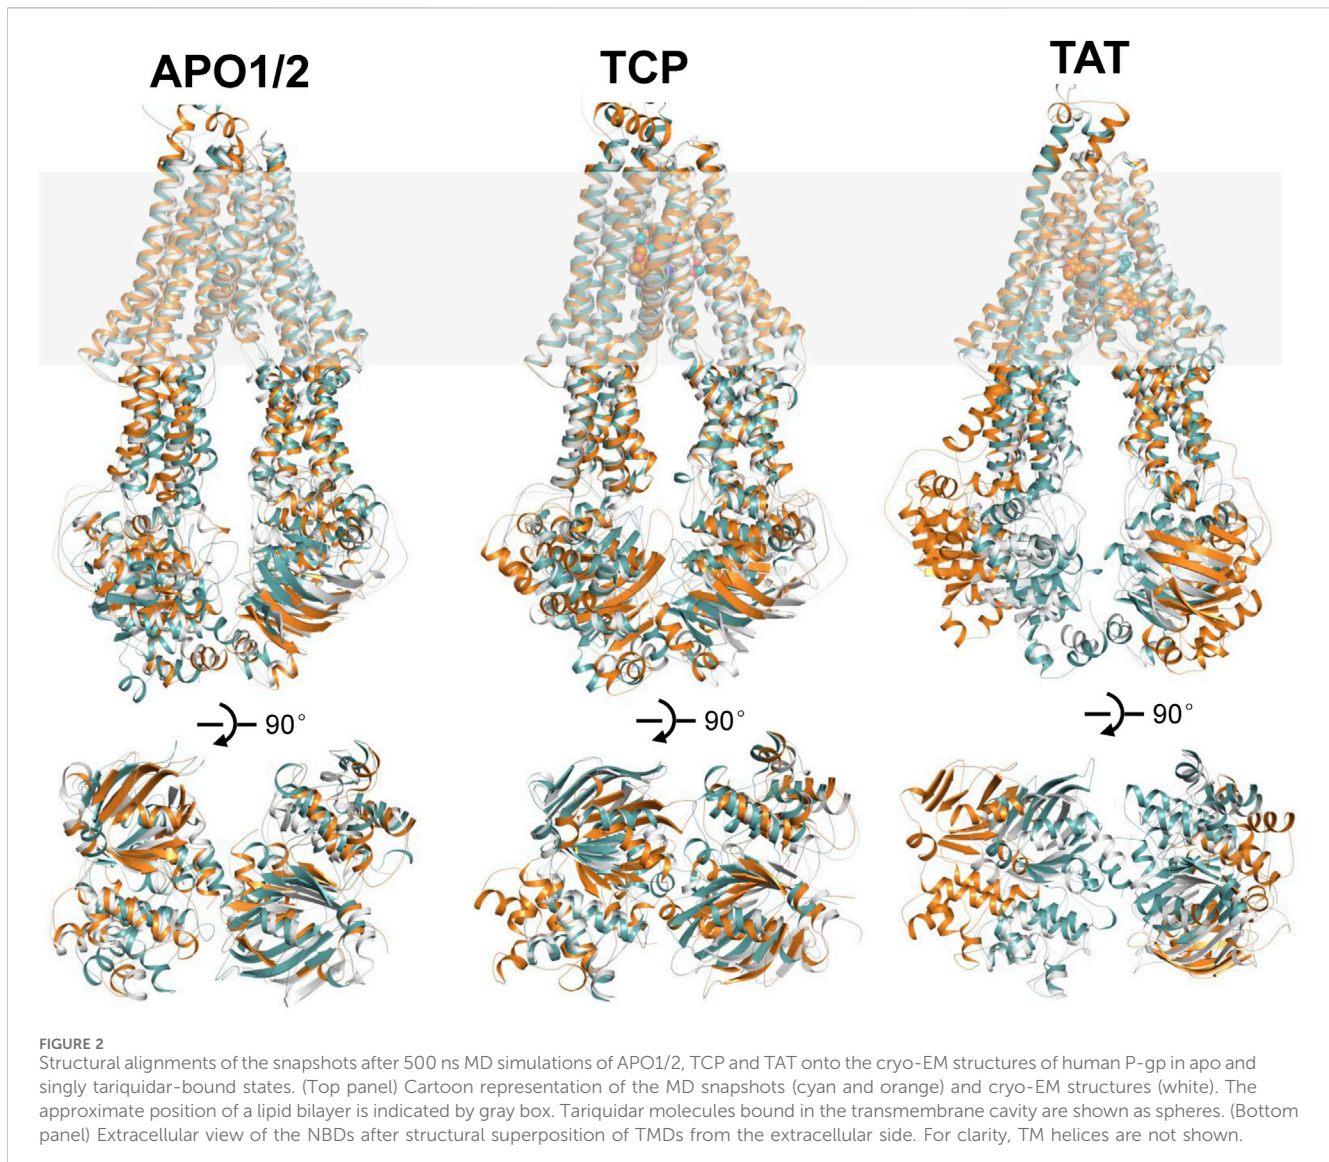 APO1/2
TCP
TAT
90°
90°
90°
FIGURE 2
Structural alignments of the snapshots after 500 ns MD simulations of APO1/2, TCP and TAT onto the cryo-EM structures of human P-gp in apo and
singly tariquidar-bound states. (Top panel) Cartoon representation of the MD snapshots (cyan and orange) and cryo-EM structures (white). The
approximate position of a lipid bilayer is indicated by gray box. Tariquidar molecules bound in the transmembrane cavity are shown as spheres. (Bottom
panel) Extracellular view of the NBDs after structural superposition of TMDs from the extracellular side. For clarity, TM helices are not shown.